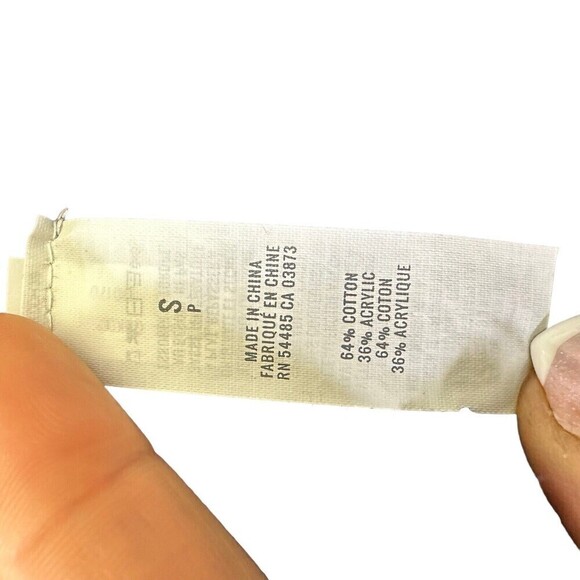 S
P
MADE IN CHINA
FABRIQUÉ EN CHINE
RN 54485 CA 03873
64% COTTON
36% ACRYLIC
64% COTON
36% ACRYLIQUE